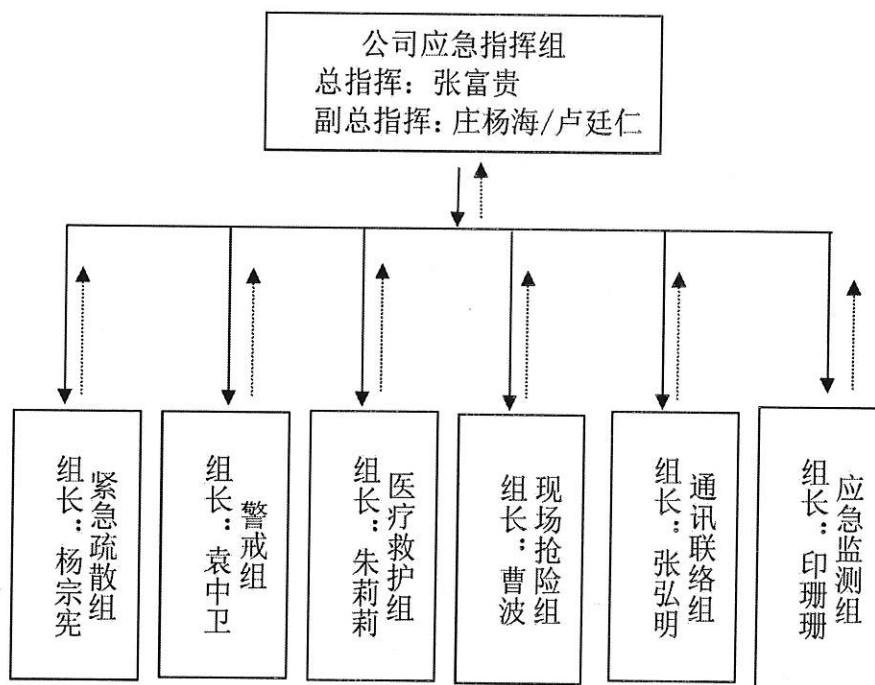 公司应急指挥组
总指挥：张富贵
副总指挥：庄杨海/卢廷仁
紧急疏散组
组长：杨宗宪
警戒组
组长：袁中卫
医疗救护组
组长：朱莉莉
现场抢险组
组长：曹波
通讯联络组
组长：张弘明
应急监测组
组长：印珊珊